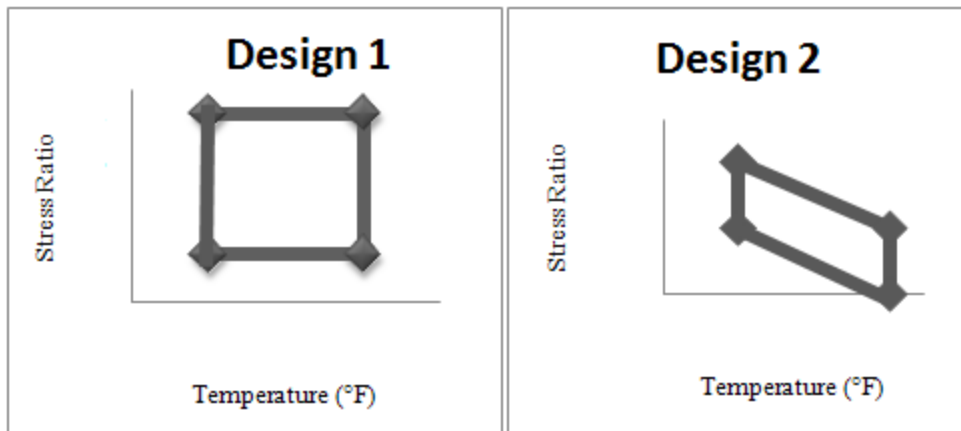 Design 1
Stress Ratio
Temperature (°F)
Design 2
Stress Ratio
Temperature (°F)